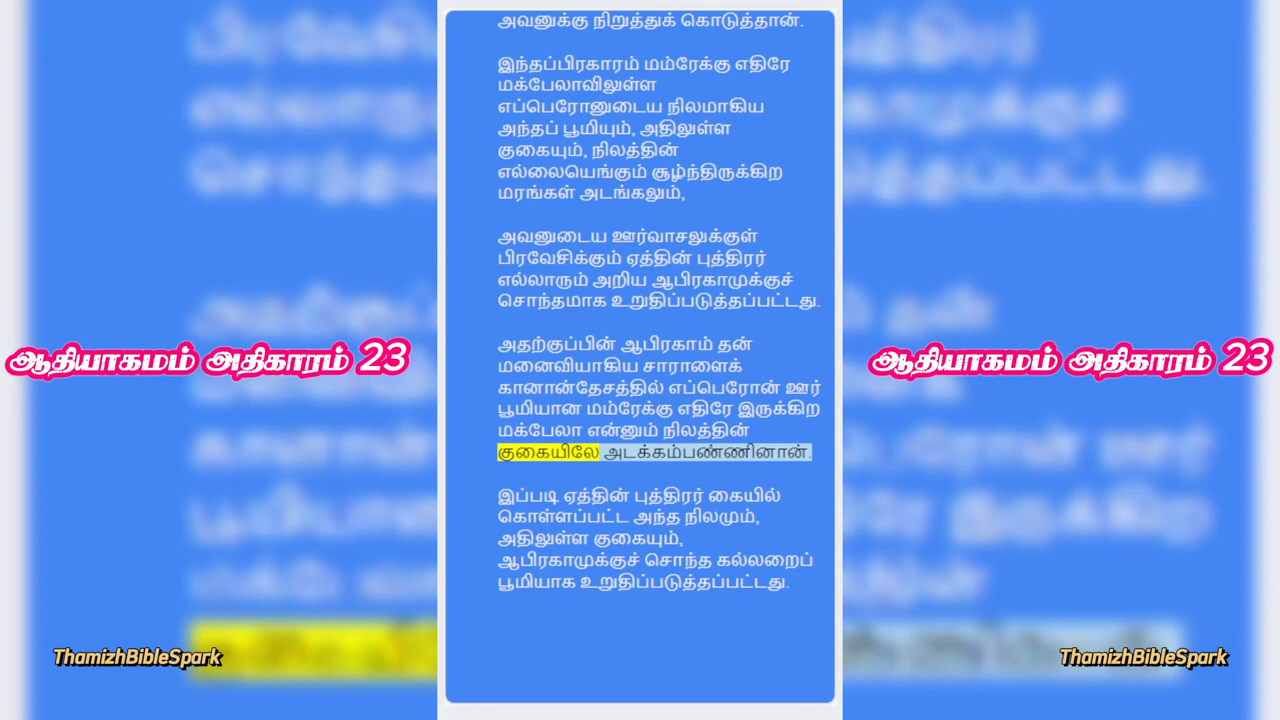 அவனுக்கு நிறுத்துக் கொடுத்தான்.
இந்தப்பிரகாரம் மம்ரேக்கு எதிரே
மக்பேலாவிலுள்ள
எப்பெரோனுடைய நிலமாகிய
அந்தப் பூமியும், அதிலுள்ள
குகையும், நிலத்தின்
எல்லையெங்கும் சூழ்ந்திருக்கிற
மரங்கள் அடங்கலும்,
அவனுடைய ஊர்வாசலுக்குள்
பிரவேசிக்கும் ஏத்தின் புத்திரர்
எல்லாரும் அறிய ஆபிரகாமுக்குச்
சொந்தமாக உறுதிப்படுத்தப்பட்டது.
அதற்குப்பின் ஆபிரகாம் தன்
மனைவியாகிய சாராளைக்
கானான்தேசத்தில் எப்பெரோன் ஊர்
பூமியான மம்ரேக்கு எதிரே இருக்கிற
மக்பேலா என்னும் நிலத்தின்
குகையிலே அடக்கம்பண்ணினான்.
இப்படி ஏத்தின் புத்திரர் கையில்
கொள்ளப்பட்ட அந்த நிலமும்,
அதிலுள்ள குகையும்,
ஆபிரகாமுக்குச் சொந்த கல்லறைப்
பூமியாக உறுதிப்படுத்தப்பட்டது.
ஆதியாகமம் அதிகாரம் 23
ஆதியாகமம் அதிகாரம் 23
ThamizhBibleSpark
ThamizhBibleSpark